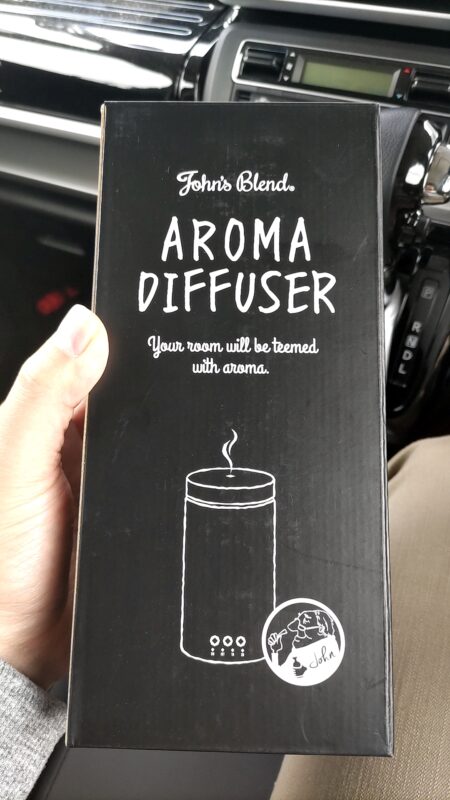 John's Blend.
AROMA
DIFFUSER
Your room will be teemed
with aroma.
John
P
R
N
D
L